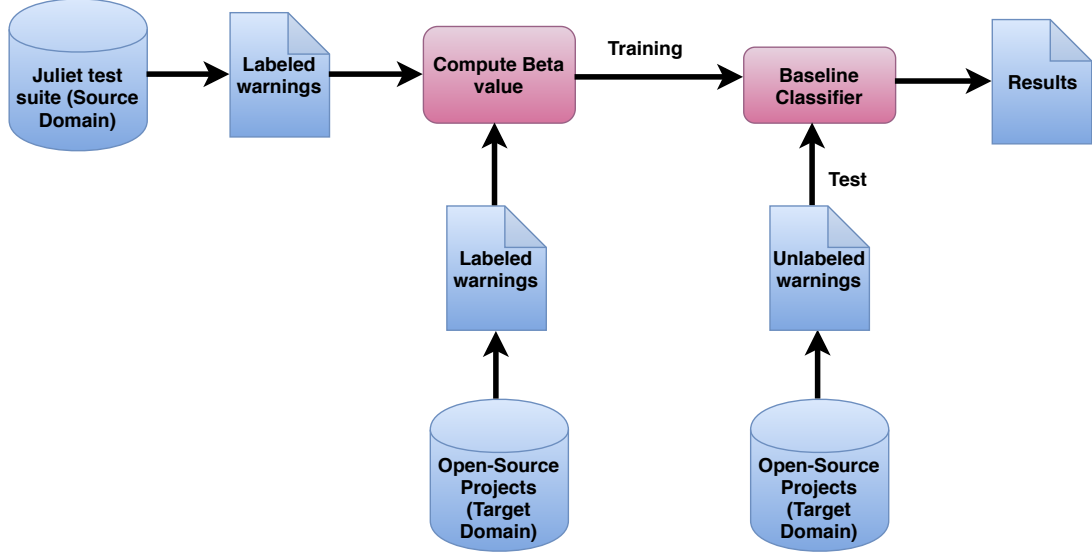 Juliet test
suite (Source
Domain)
Labeled
warnings
Compute Beta
value
Training
Baseline
Classifier
Results
Labeled
warnings
Test
Unlabeled
warnings
Open-Source
Projects
(Target
Domain)
Open-Source
Projects
(Target
Domain)